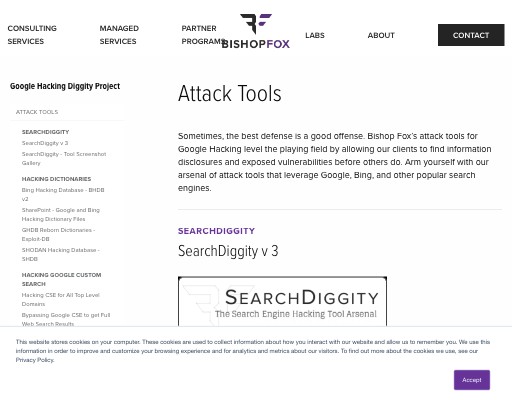 CONSULTING
SERVICES
MANAGED
SERVICES
PARTNER
PROGRAMS
BISHOPFOX
LABS
ABOUT
CONTACT
Google Hacking Diggity Project
ATTACK TOOLS
SEARCHDIGGITY
SearchDiggity v 3
SearchDiggity - Tool Screenshot
Gallery
HACKING DICTIONARIES
Bing Hacking Database - BHDB
v2
SharePoint - Google and Bing
Hacking Dictionary Files
GHDB Reborn Dictionaries -
Exploit-DB
SHODAN Hacking Database -
SHDB
HACKING GOOGLE CUSTOM
SEARCH
Hacking CSE for All Top Level
Domains
Bypassing Google CSE to get Full
Web Search Results
Attack Tools
Sometimes, the best defense is a good offense. Bishop Fox's attack tools for
Google Hacking level the playing field by allowing our clients to find information
disclosures and exposed vulnerabilities before others do. Arm yourself with our
arsenal of attack tools that leverage Google, Bing, and other popular search
engines.
SEARCHDIGGITY
SearchDiggity v 3
SEARCHDIGGITY
The Search Engine Hacking Tool Arsenal
This website stores cookies on your computer. These cookies are used to collect information about how you interact with our website and allow us to remember you. We use this
information in order to improve and customize your browsing experience and for analytics and metrics about our visitors. To find out more about the cookies we use, see our
Privacy Policy.
Accept